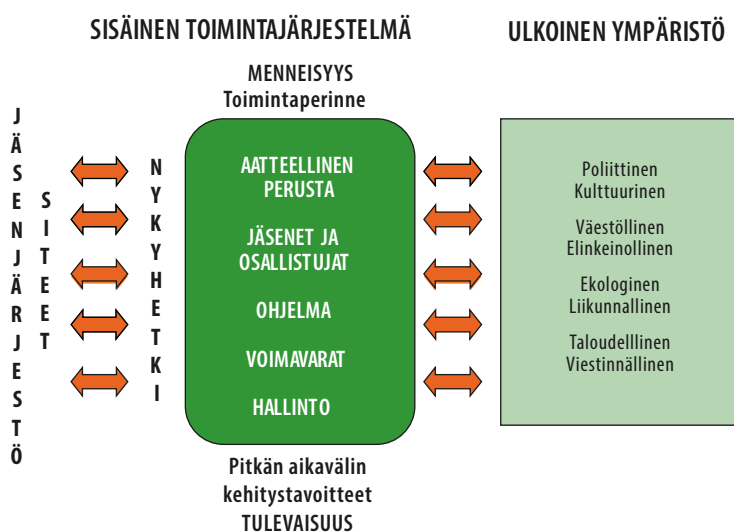 SISÄINEN TOIMINTAJÄRJESTELMÄ
ULKOINEN YMPÄRISTÖ
MENNEISYYS
Toimintaperinne
JÄSENJÄRJESTÖ
SITEET
NYKYHETKI
AATTEELLINEN
PERUSTA
JÄSENET JA
OSALLISTUJAT
OHJELMA
VOIMAVARAT
HALLINTO
Pitkän aikavälin
kehitystavoitteet
TULEVAISUUS
Poliittinen
Kulttuurinen
Väestöllinen
Elinkeinollinen
Ekologinen
Liikunnallinen
Taloudelllinen
Viestinnällinen